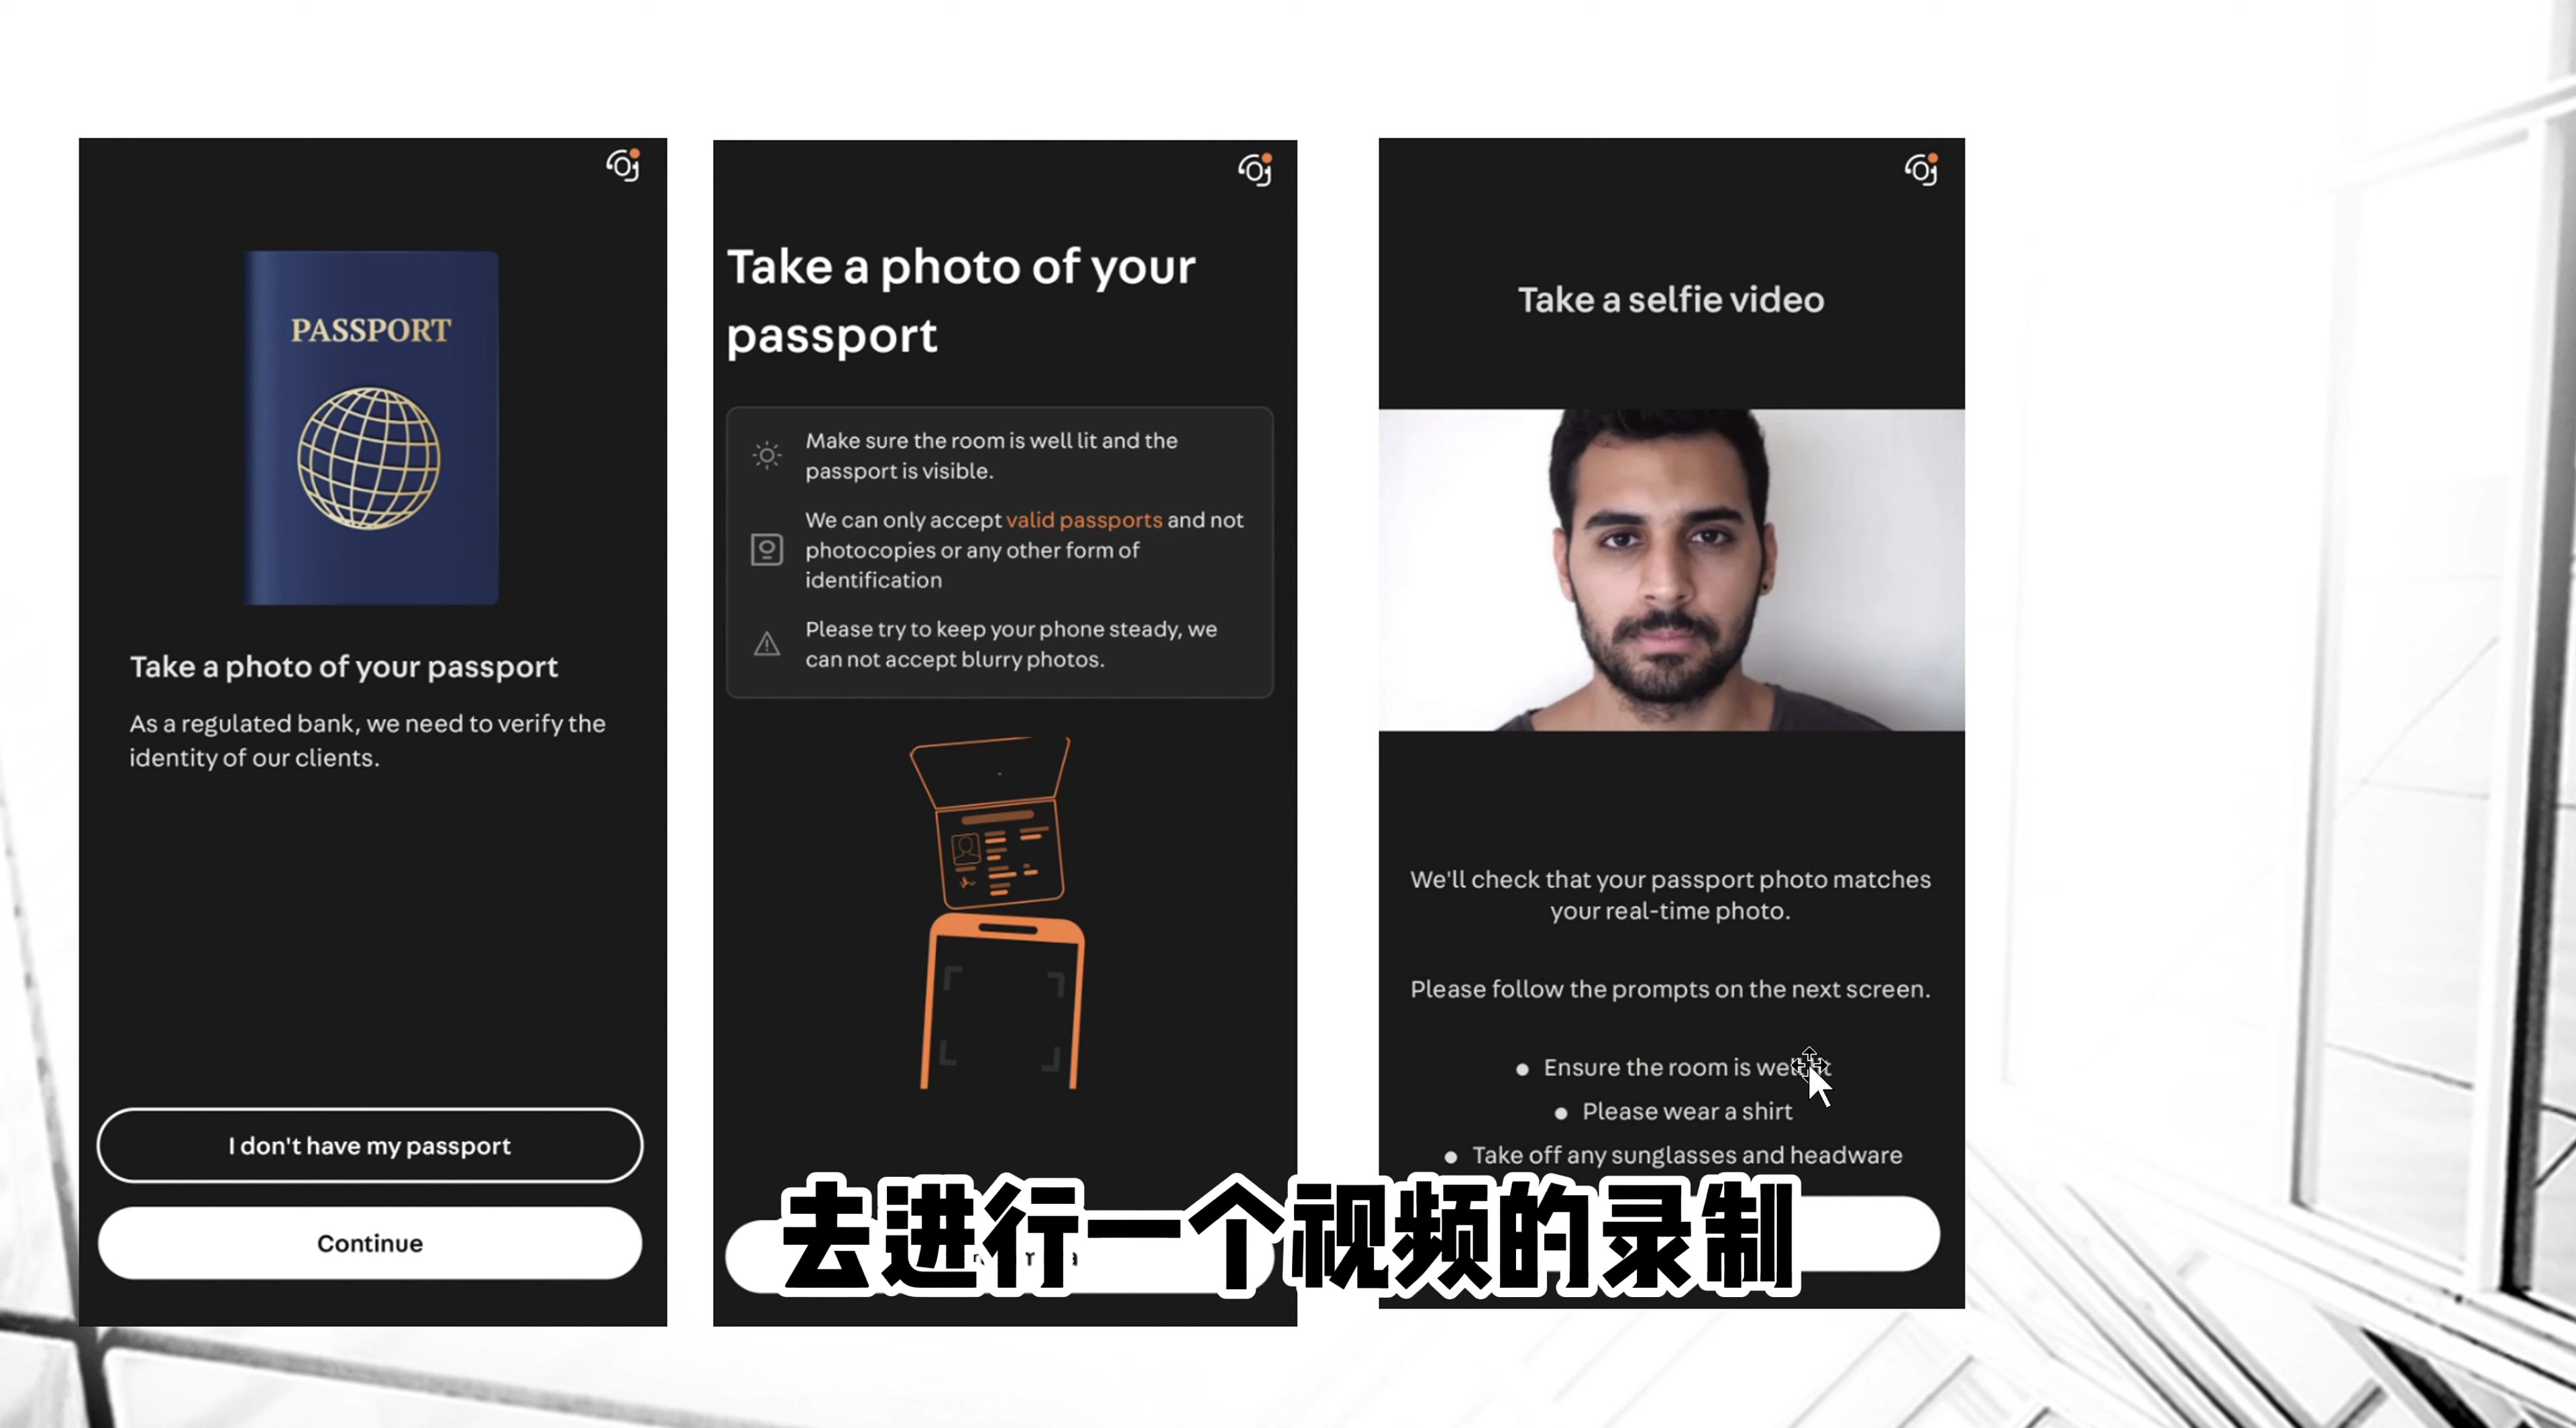 PASSPORT
Take a photo of your passport
As a regulated bank, we need to verify the
identity of our clients.
I don't have my passport
Continue
Take a photo of your
passport
Make sure the room is well lit and the
passport is visible.
We can only accept valid passports and not
photocopies or any other form of
identification
Please try to keep your phone steady, we
can not accept blurry photos.
Take a selfie video
We'll check that your passport photo matches
your real-time photo.
Please follow the prompts on the next screen.
Ensure the room is
Please wear a shirt
Take off any sunglasses and headware
去进行一个视频的录制